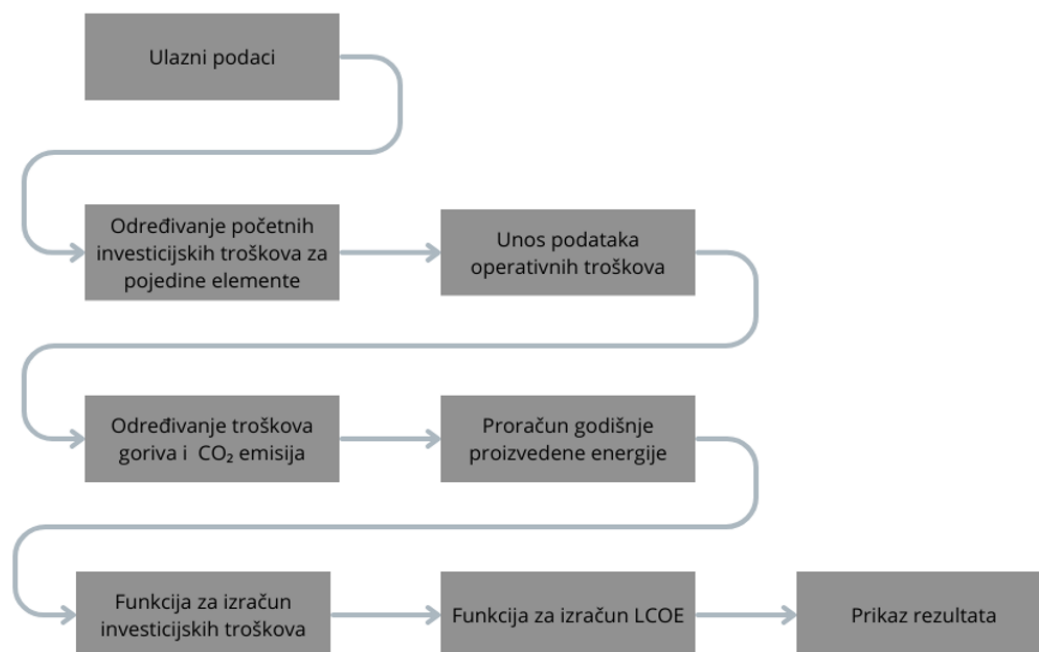 Ulazni podaci
Određivanje početnih
investicijskih troškova za
pojedine elemente
Unos podataka
operativnih troškova
Određivanje troškova
goriva i  CO₂ emisija
Proračun godišnje
proizvedene energije
Funkcija za izračun
investicijskih troškova
Funkcija za izračun LCOE
Prikaz rezultata